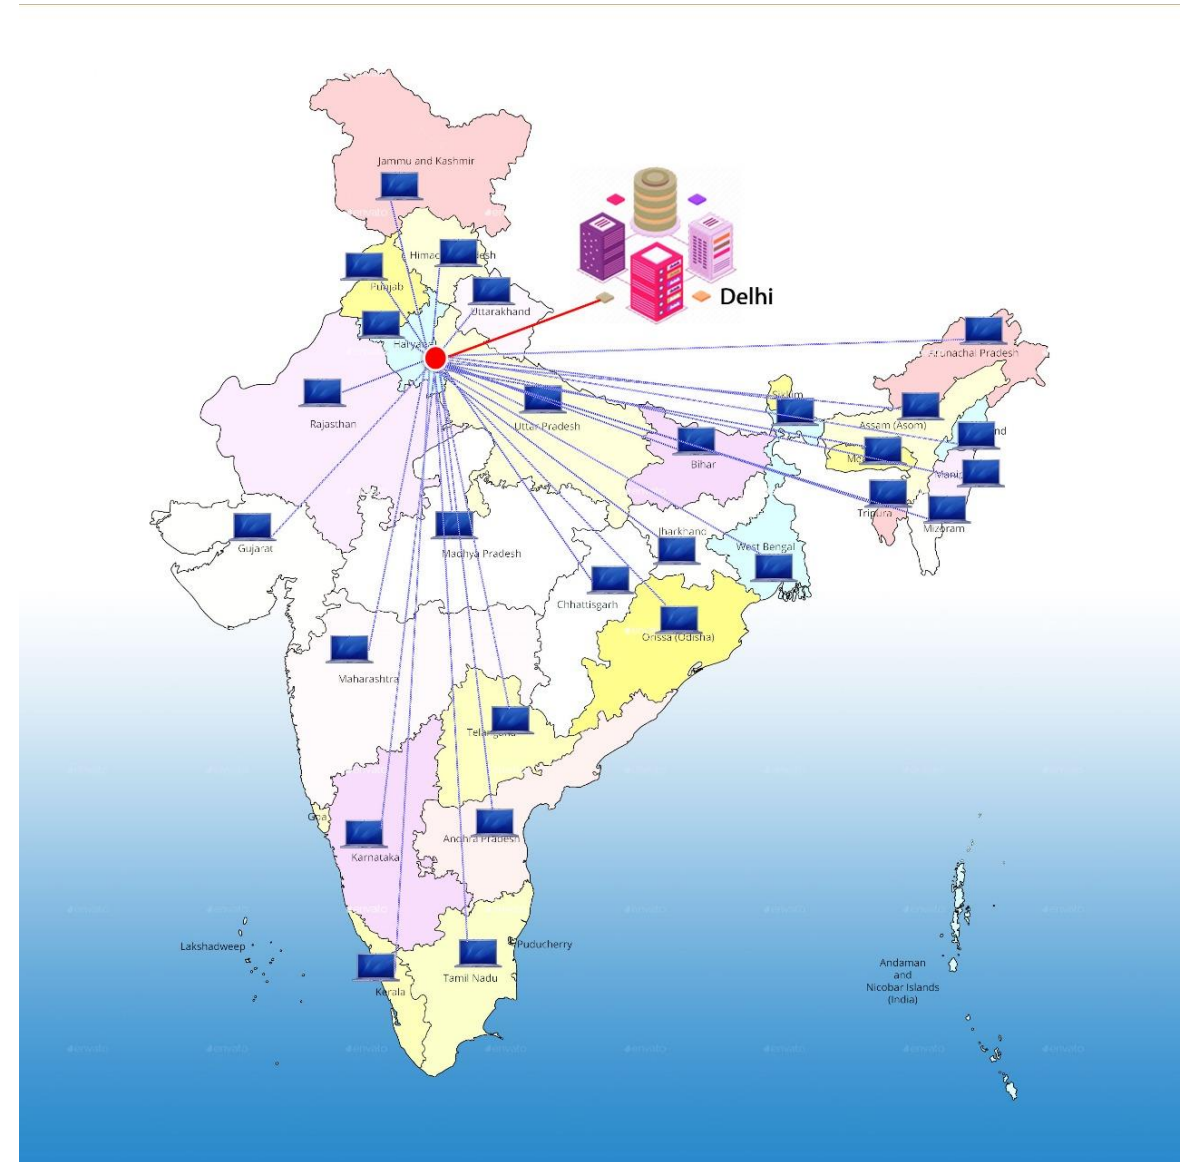 Jammu and Kashmir
Punjab
Uttarakhand
Delhi
Arunachal Pradesh
Rajasthan
Uttar Pradesh
Sikkim
Assam (Asom)
Bihar
Tripura
Mizoram
Gujarat
Madhya Pradesh
Jharkhand
West Bengal
Chhattisgarh
Orissa (Odisha)
Maharashtra
Goa
Andhra Pradesh
Karnataka
Lakshadweep
Puducherry
Tamil Nadu
Kerala
Andaman
and
Nicobar Islands
(India)
envato